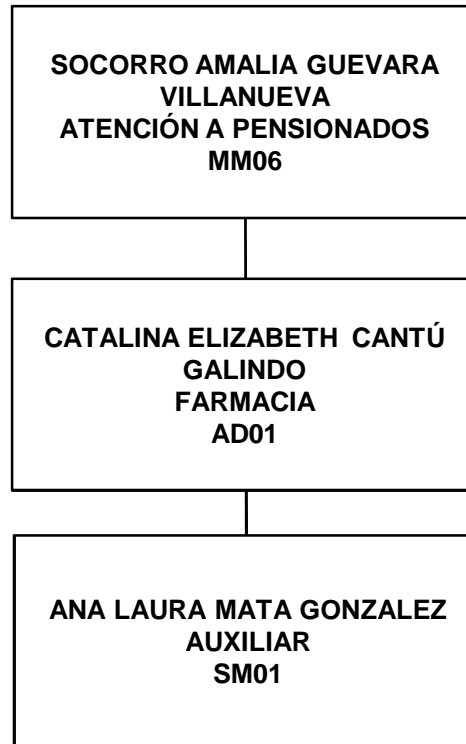 SOCORRO AMALIA GUEVARA
VILLANUEVA
ATENCIÓN A PENSIONADOS
MM06
CATALINA ELIZABETH CANTÚ
GALINDO
FARMACIA
AD01
ANA LAURA MATA GONZALEZ
AUXILIAR
SM01